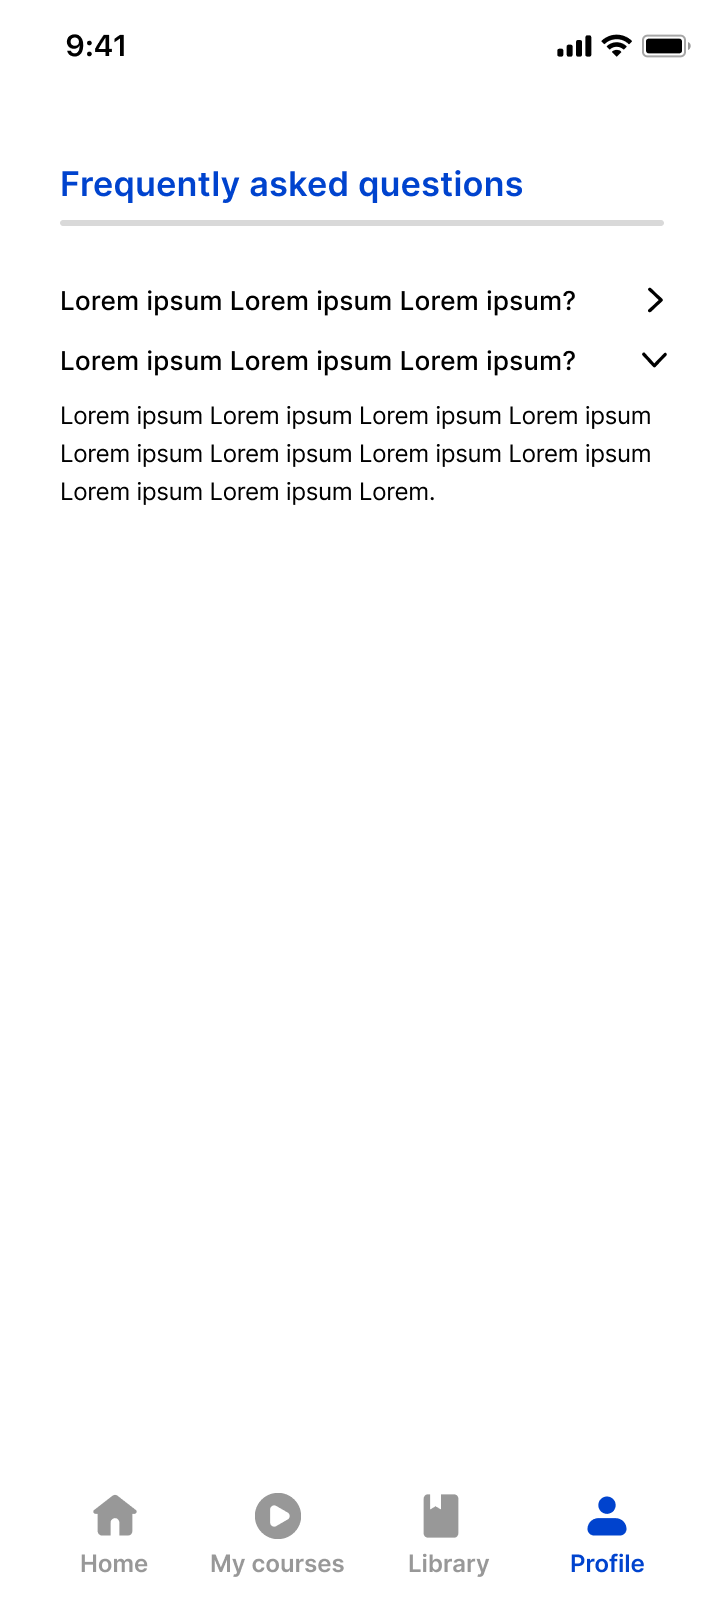 9:41
Frequently asked questions
Lorem ipsum Lorem ipsum Lorem ipsum?
Lorem ipsum Lorem ipsum Lorem ipsum?
Lorem ipsum Lorem ipsum Lorem ipsum Lorem ipsum
Lorem ipsum Lorem ipsum Lorem ipsum Lorem ipsum
Lorem ipsum Lorem ipsum Lorem.
Home My courses Library Profile